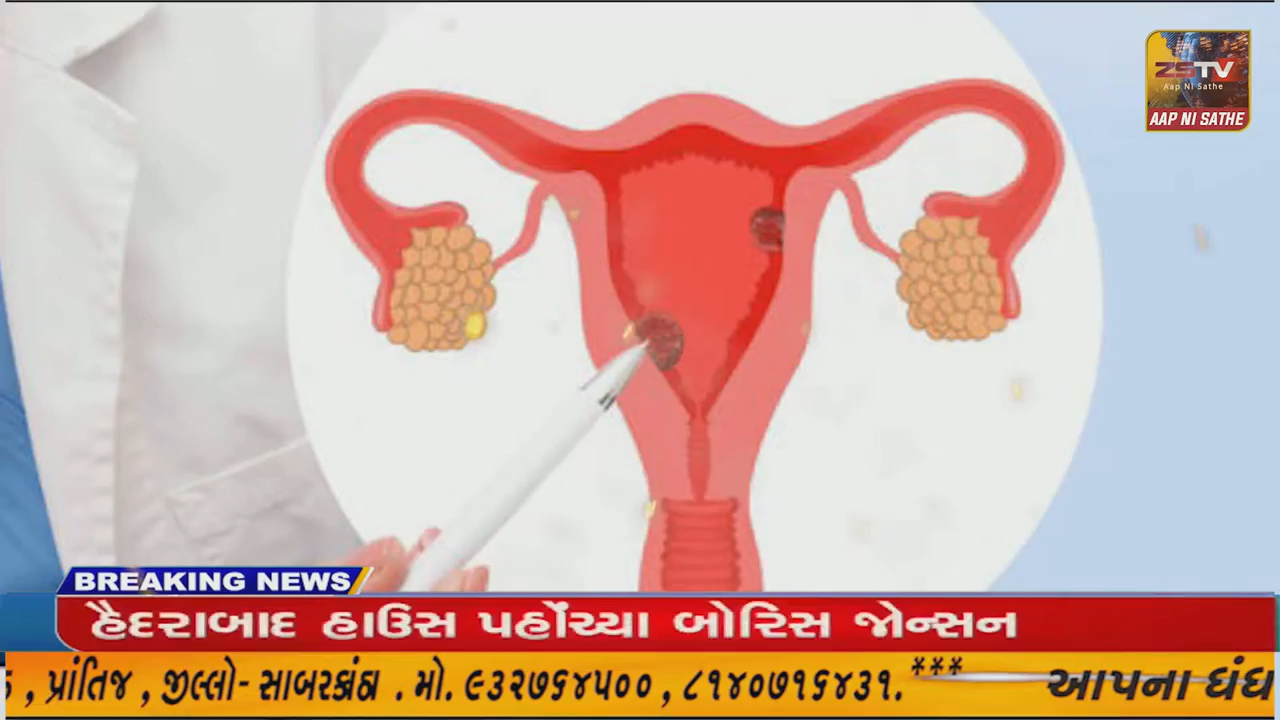 ZSTV
Aap Ni Sathe
AAP NI SATHE
BREAKING NEWS
હૈદરાબાદ હાઉસ પહોંચ્યા બોરિસ જોન્સન
, પ્રાંતિજ , જીલ્લો- સાબરકાંઠા . મો. ૯૩૨૭૬૪૫૦૦ , ૮૧૪૦૭૧૬૪૩૧.*** આપના ધંધ